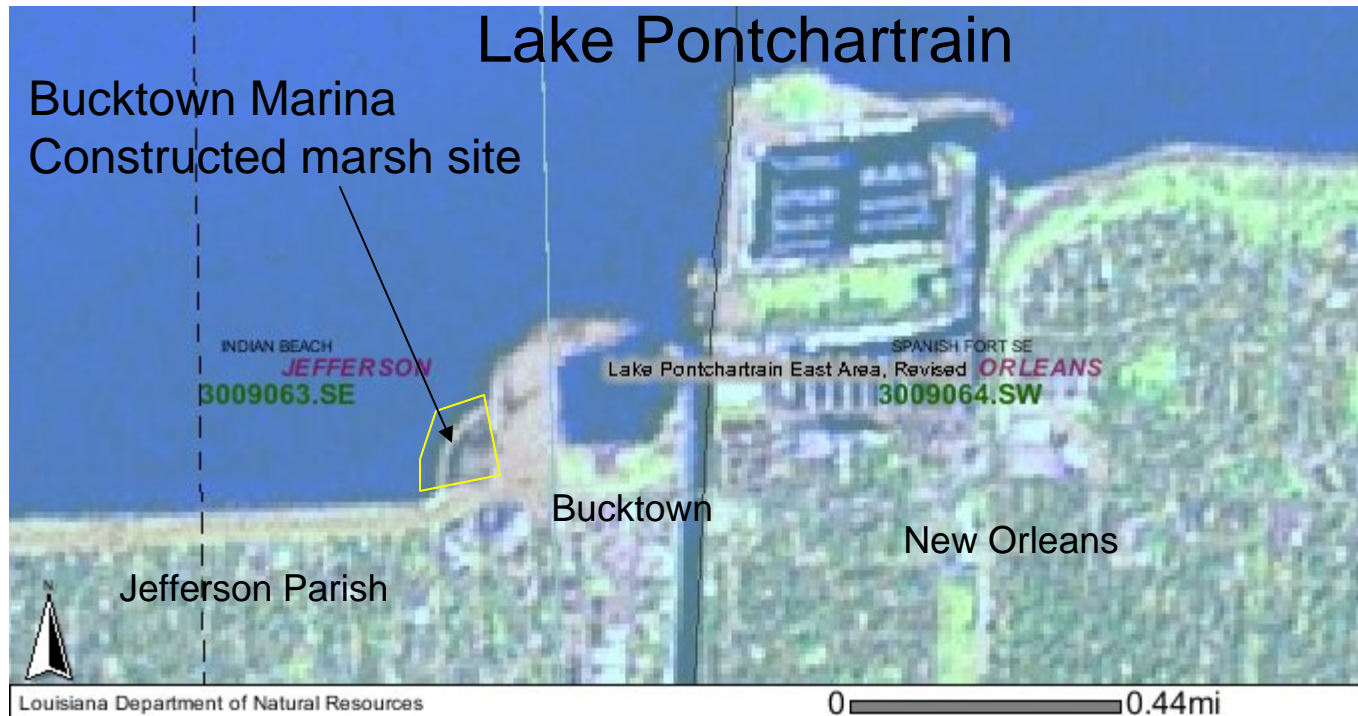 Lake Pontchartrain
Bucktown Marina
Constructed marsh site
INDIAN BEACH
JEFFERSON
3009063.SE
SPANISH FORT SE
Lake Pontchartrain East Area, Revised ORLEANS
3009064.SW
Bucktown
New Orleans
Jefferson Parish
N
Louisiana Department of Natural Resources
0 0.44mi